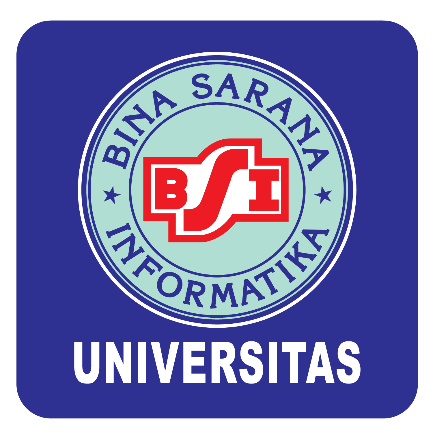 BINA SARANA
BSI
INFORMATIKA
UNIVERSITAS